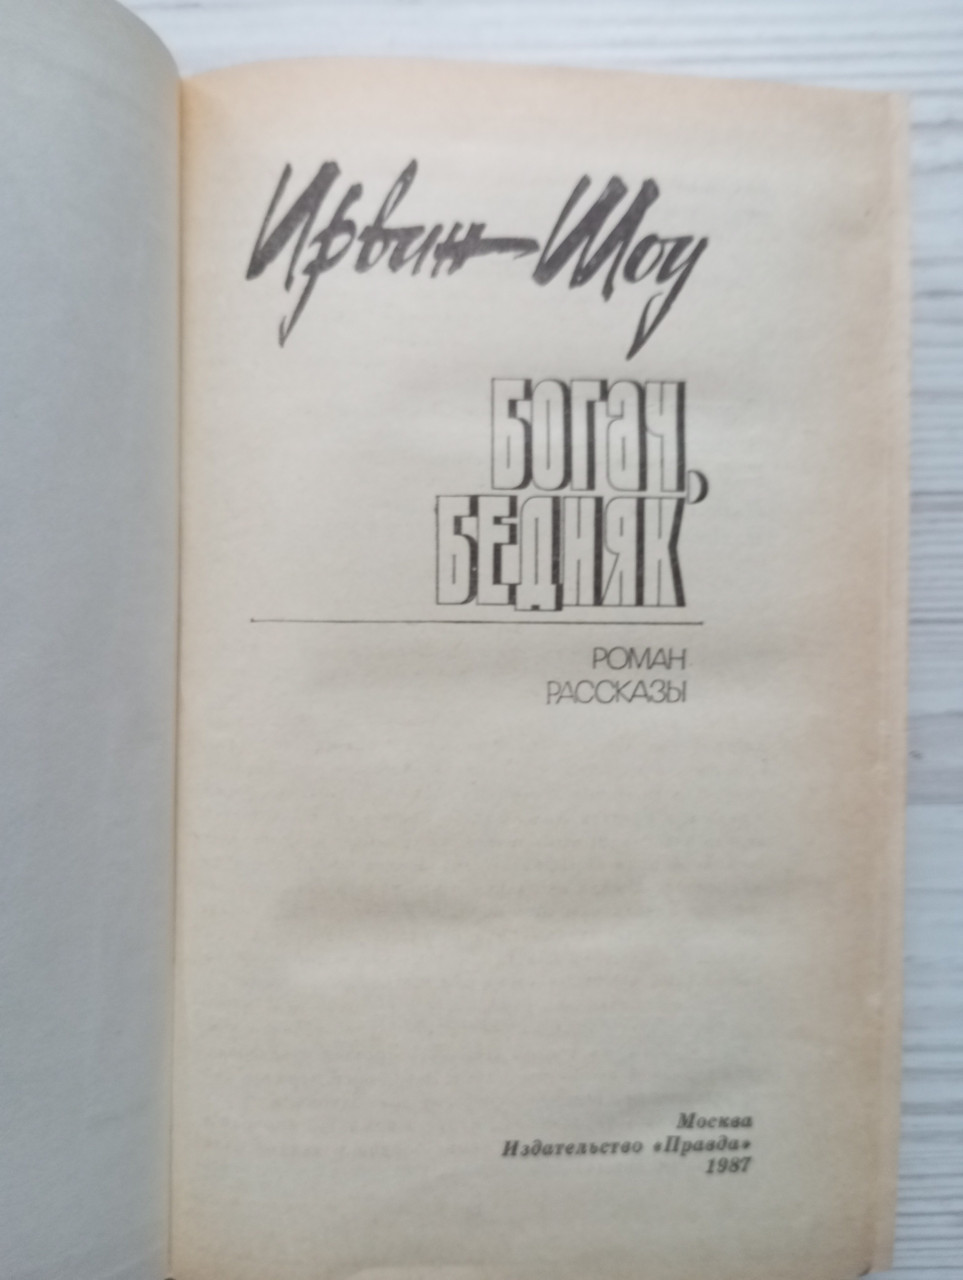 Ирвин Шоу
БОГАЧ,
БЕДНЯК
РОМАН
РАССКАЗЫ
Москва
Издательство «Правда»
1987